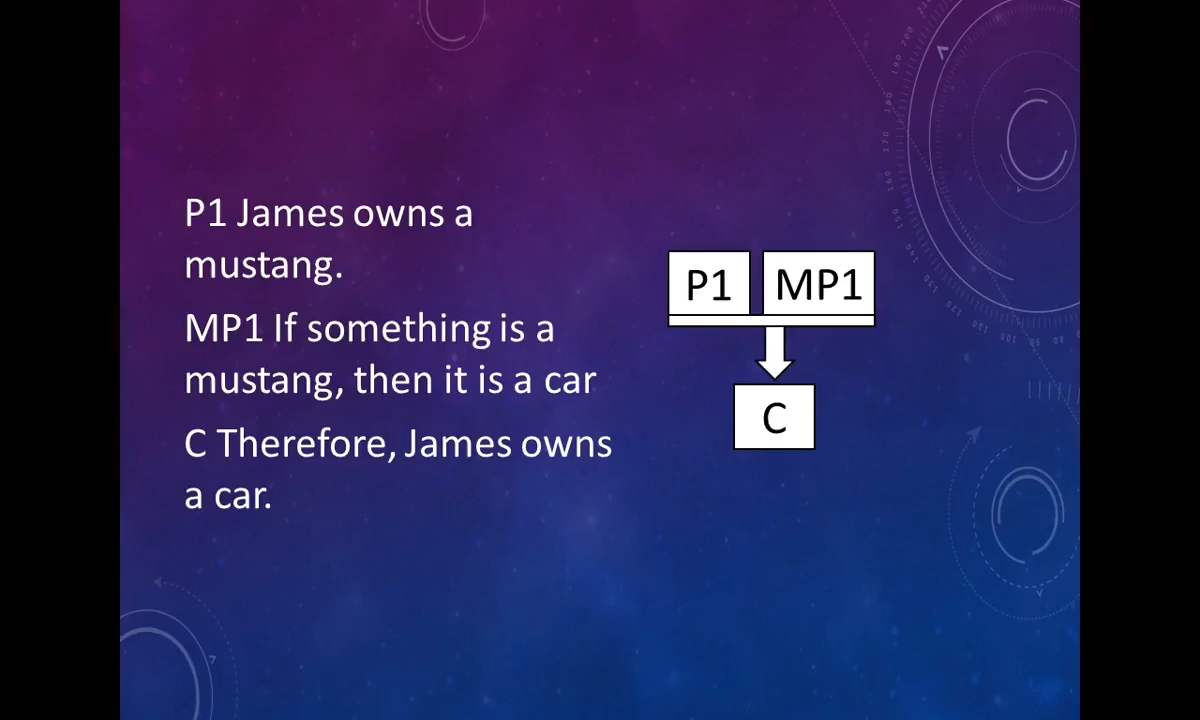 P1 James owns a
mustang.
MP1 If something is a
mustang, then it is a car
C Therefore, James owns
a car.
P1 MP1
C